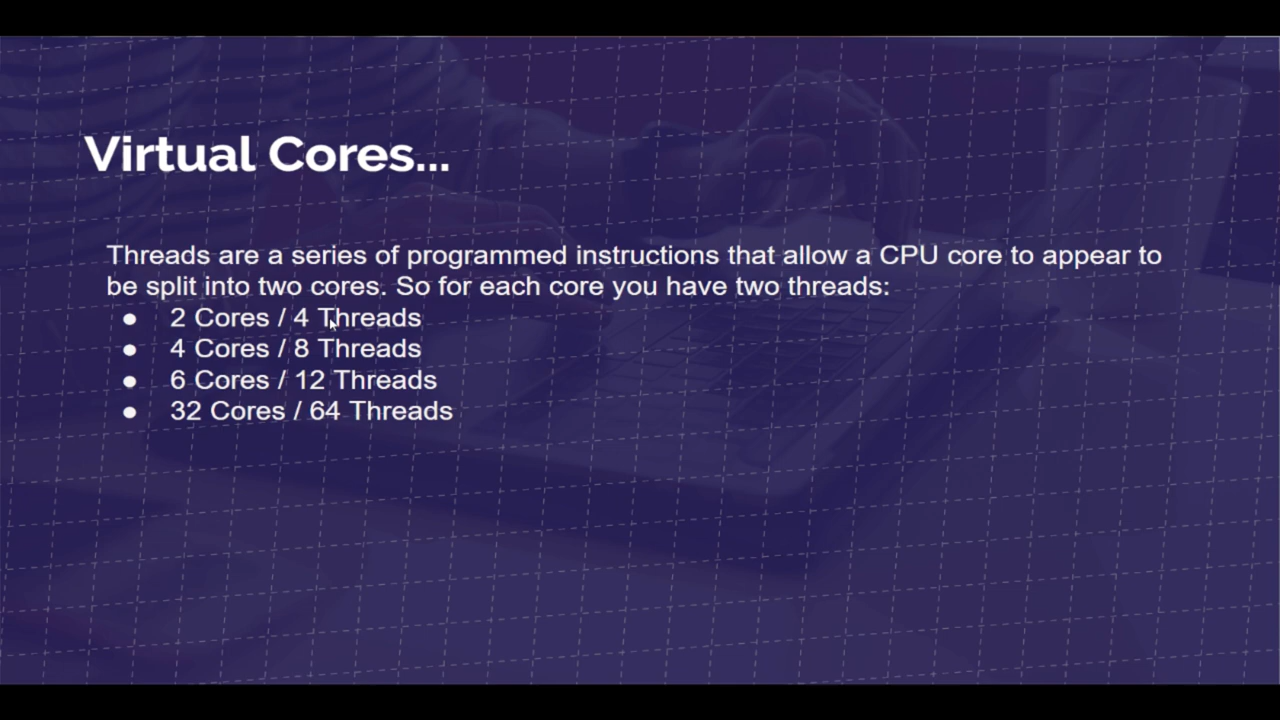 Virtual Cores...
Threads are a series of programmed instructions that allow a CPU core to appear to
be split into two cores. So for each core you have two threads:
● 2 Cores / 4 Threads
● 4 Cores / 8 Threads
● 6 Cores / 12 Threads
● 32 Cores / 64 Threads